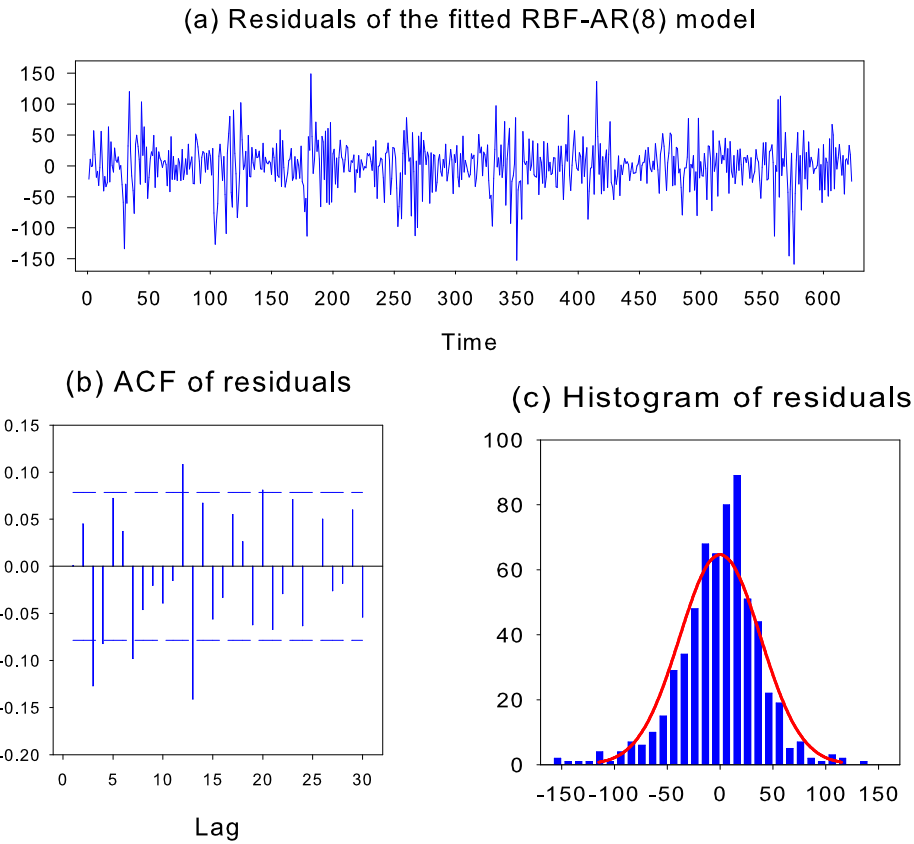 (a) Residuals of the fitted RBF-AR(8) model
150
100
50
0
-50
-100
-150
0 50 100 150 200 250 300 350 400 450 500 550 600
Time
(b) ACF of residuals
0.15
0.10
0.05
0.00
-0.05
-0.10
-0.15
-0.20
0 5 10 15 20 25 30
Lag
(c) Histogram of residuals
100
80
60
40
20
0
-150 -100 -50 0 50 100 150